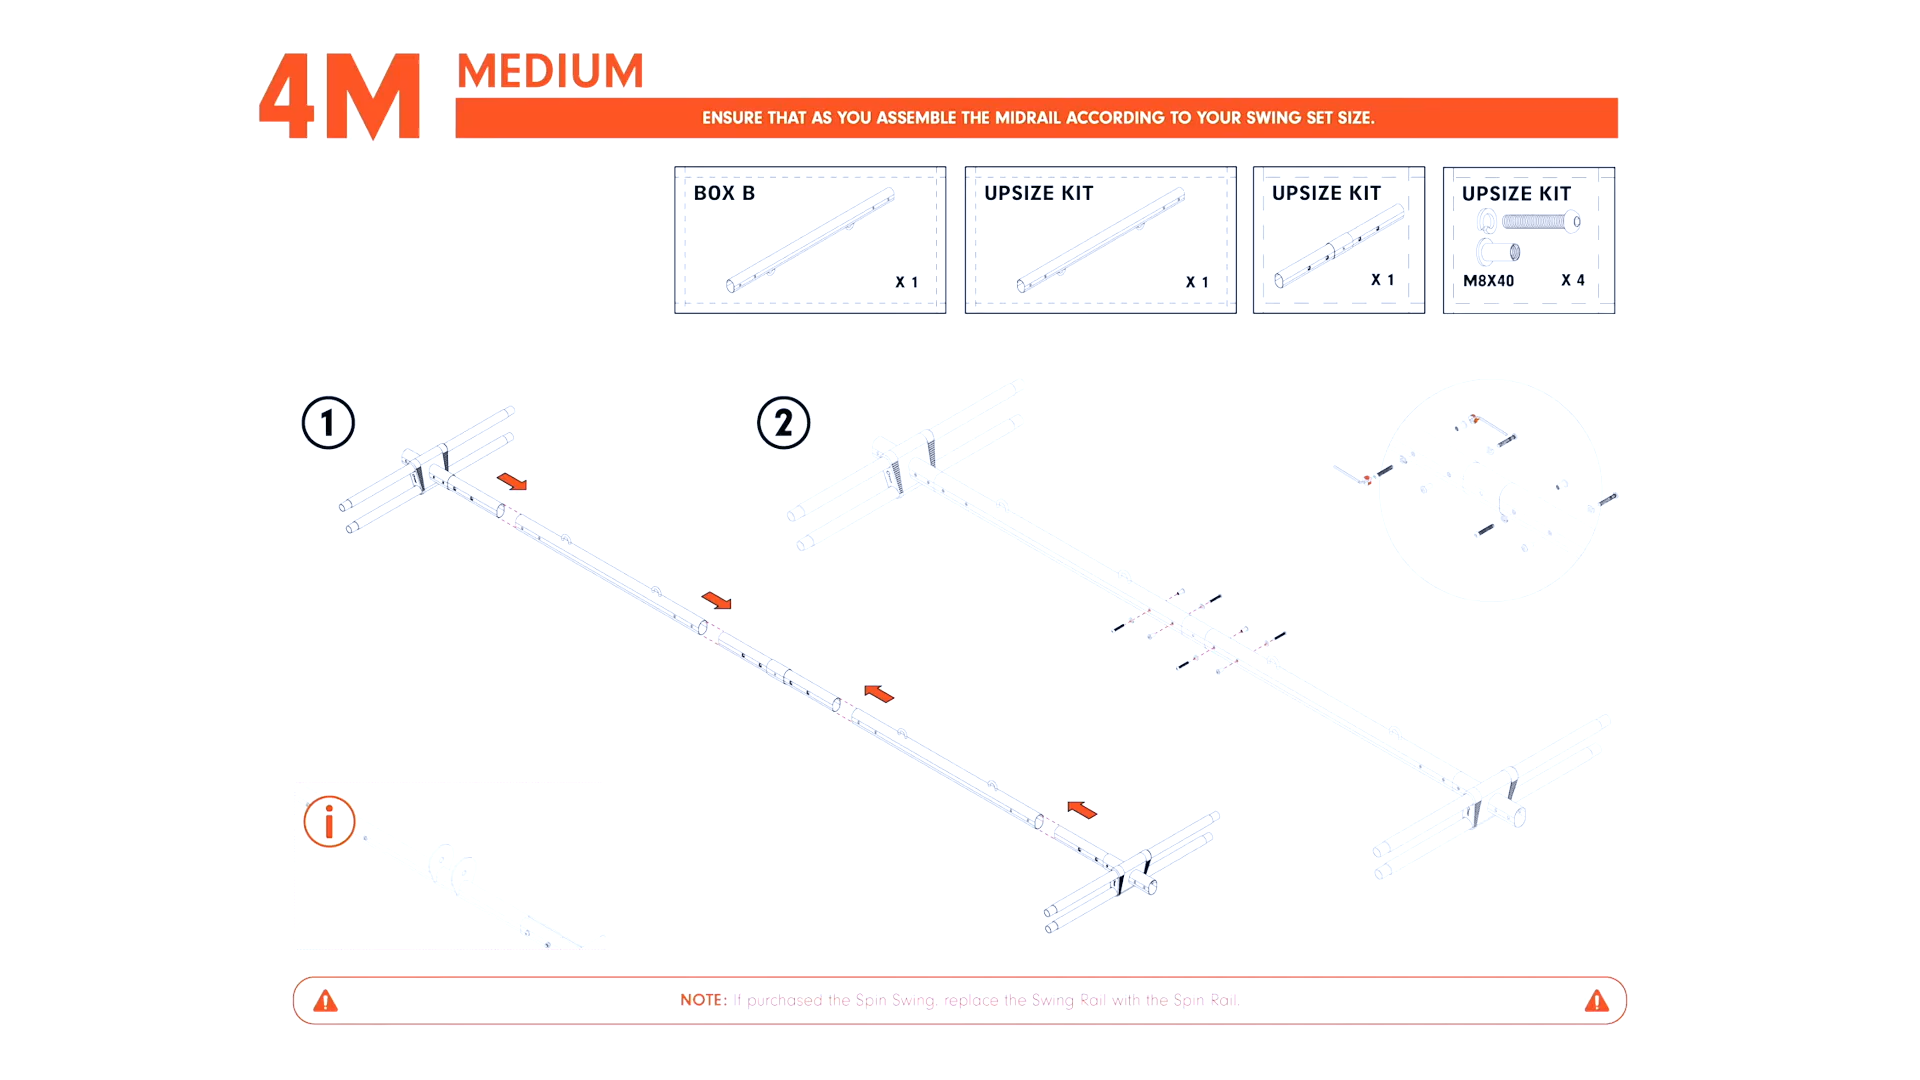 4M
MEDIUM
ENSURE THAT AS YOU ASSEMBLE THE MIDRAIL ACCORDING TO YOUR SWING SET SIZE.
BOX B
X 1
UPSIZE KIT
X 1
UPSIZE KIT
X 1
UPSIZE KIT
M8X40 X 4
1
2
i
NOTE: If purchased the Spin Swing, replace the Swing Rail with the Spin Rail.